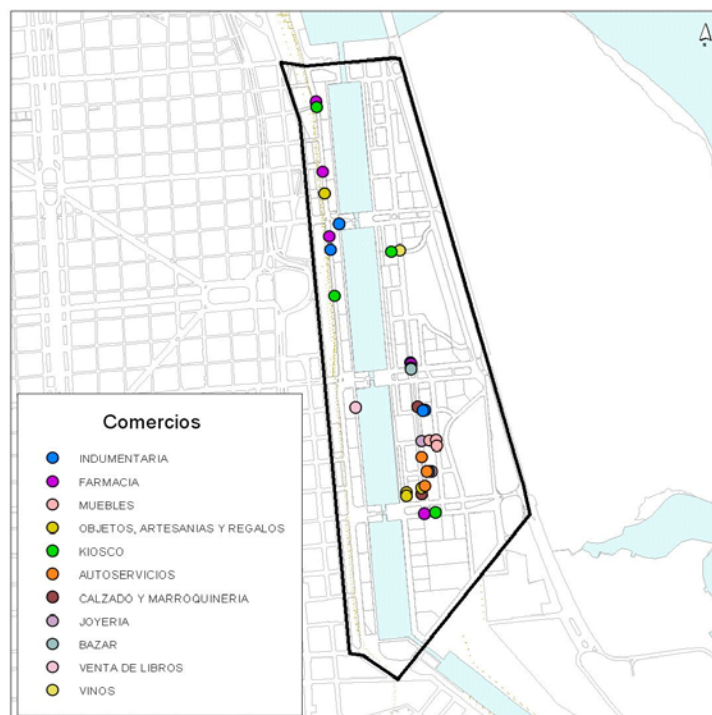 Comercios
INDUMENTARIA
FARMACIA
MUEBLES
OBJETOS, ARTESANIAS Y REGALOS
KIOSCO
AUTOSERVICIOS
CALZADO Y MARROQUINERIA
JOYERIA
BAZAR
VENTA DE LIBROS
VINOS